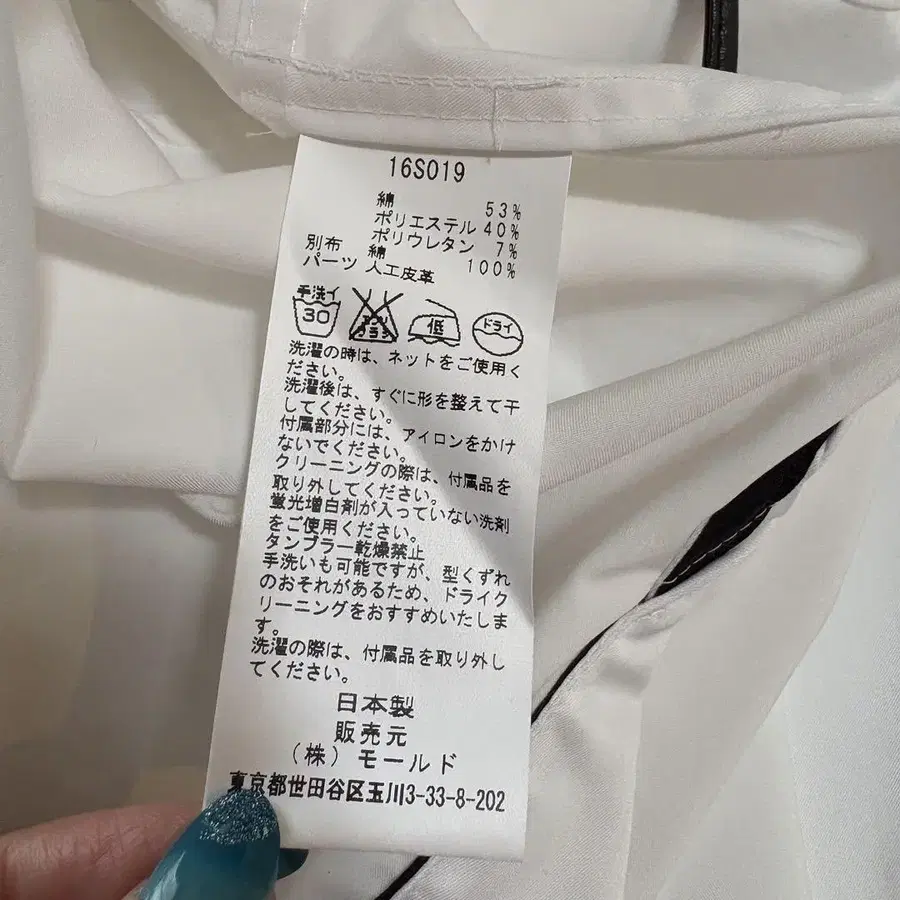 16S019
綿 53%
ポリエステル 40%
ポリウレタン 7%
別布 綿 100%
パーツ 人工皮革
手洗イ 30 エンソ サラシ 低 ドライ
洗濯の時は、ネットをご使用く
ださい。
洗濯後は、すぐに形を整えて干
してください。
付属部分には、アイロンをかけ
ないでください。
クリーニングの際は、付属品を
取り外してください。
蛍光増白剤が入っていない洗剤
をご使用ください。
タンブラー乾燥禁止
手洗いも可能ですが、型くずれ
のおそれがあるため、ドライク
リーニングをおすすめいたしま
す。
洗濯の際は、付属品を取り外し
てください。
日本製
販売元
(株)モールド
東京都世田谷区玉川3-33-8-202